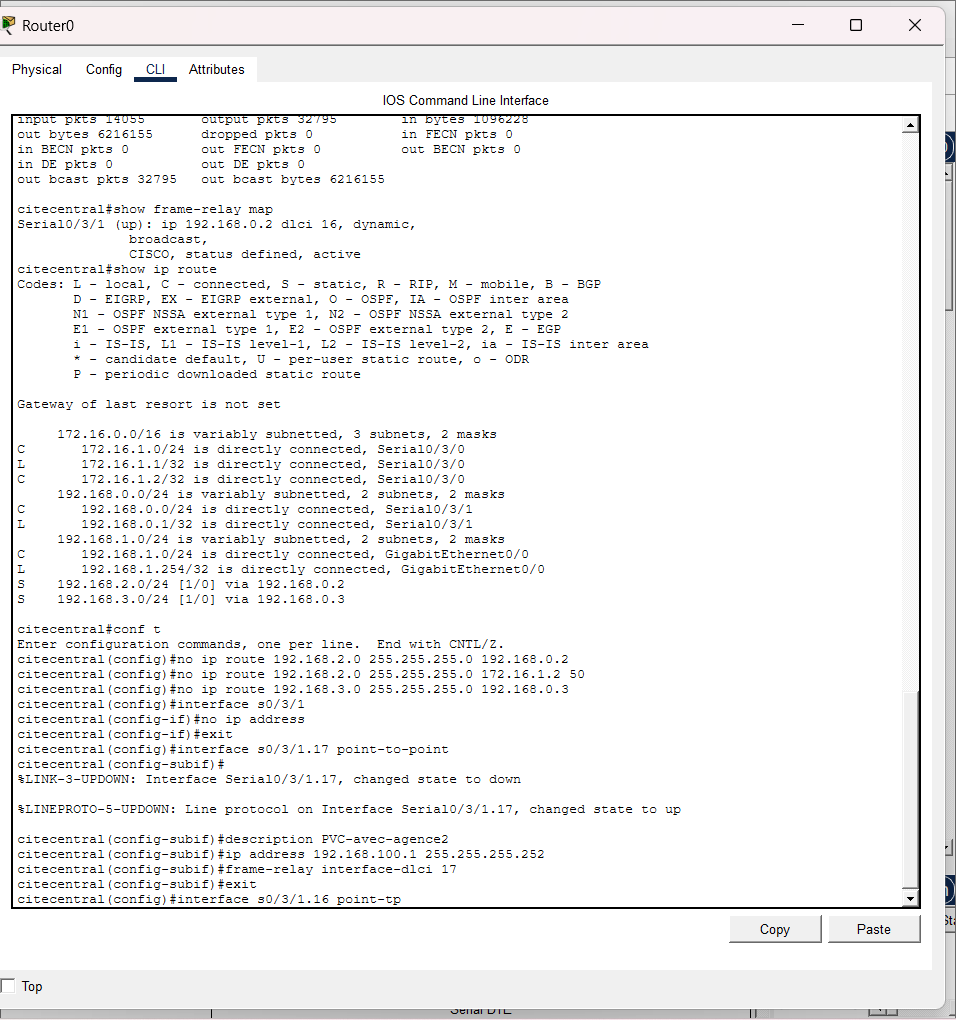 Router0
Physical Config CLI Attributes
IOS Command Line Interface
input pkts 14055 output pkts 32795 in bytes 1096228
out bytes 6216155 dropped pkts 0 in FECN pkts 0
in BECN pkts 0 out FECN pkts 0 out BECN pkts 0
in DE pkts 0 out DE pkts 0
out bcast pkts 32795 out bcast bytes 6216155
citecentral#show frame-relay map
Serial0/3/1 (up): ip 192.168.0.2 dlci 16, dynamic,
broadcast,
CISCO, status defined, active
citecentral#show ip route
Codes: L - local, C - connected, S - static, R - RIP, M - mobile, B - BGP
D - EIGRP, EX - EIGRP external, O - OSPF, IA - OSPF inter area
N1 - OSPF NSSA external type 1, N2 - OSPF NSSA external type 2
E1 - OSPF external type 1, E2 - OSPF external type 2, E - EGP
i - IS-IS, L1 - IS-IS level-1, L2 - IS-IS level-2, ia - IS-IS inter area
* - candidate default, U - per-user static route, o - ODR
P - periodic downloaded static route
Gateway of last resort is not set
172.16.0.0/16 is variably subnetted, 3 subnets, 2 masks
C 172.16.1.0/24 is directly connected, Serial0/3/0
L 172.16.1.1/32 is directly connected, Serial0/3/0
C 172.16.1.2/32 is directly connected, Serial0/3/0
192.168.0.0/24 is variably subnetted, 2 subnets, 2 masks
C 192.168.0.0/24 is directly connected, Serial0/3/1
L 192.168.0.1/32 is directly connected, Serial0/3/1
192.168.1.0/24 is variably subnetted, 2 subnets, 2 masks
C 192.168.1.0/24 is directly connected, GigabitEthernet0/0
L 192.168.1.254/32 is directly connected, GigabitEthernet0/0
S 192.168.2.0/24 [1/0] via 192.168.0.2
S 192.168.3.0/24 [1/0] via 192.168.0.3
citecentral#conf t
Enter configuration commands, one per line. End with CNTL/Z.
citecentral(config)#no ip route 192.168.2.0 255.255.255.0 192.168.0.2
citecentral(config)#no ip route 192.168.2.0 255.255.255.0 172.16.1.2 50
citecentral(config)#no ip route 192.168.3.0 255.255.255.0 192.168.0.3
citecentral(config)#interface s0/3/1
citecentral(config-if)#no ip address
citecentral(config-if)#exit
citecentral(config)#interface s0/3/1.17 point-to-point
citecentral(config-subif)#
%LINK-3-UPDOWN: Interface Serial0/3/1.17, changed state to down
%LINEPROTO-5-UPDOWN: Line protocol on Interface Serial0/3/1.17, changed state to up
citecentral(config-subif)#description PVC-avec-agence2
citecentral(config-subif)#ip address 192.168.100.1 255.255.255.252
citecentral(config-subif)#frame-relay interface-dlci 17
citecentral(config-subif)#exit
citecentral(config)#interface s0/3/1.16 point-tp
Copy Paste
Top
Serial DTE